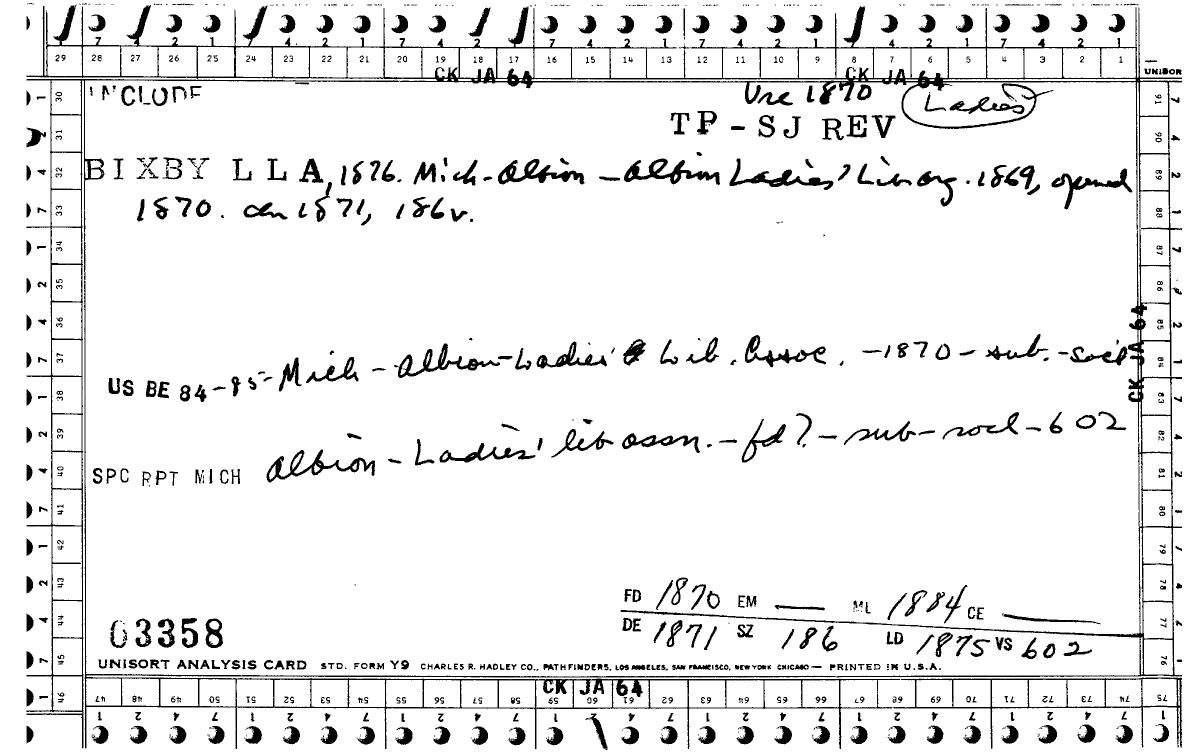 7 4 2 1 7 4 2 1 7 4 2 1 7 4 2 1 7 4 2 1 7 4 2 1 7 4 2 1
29 28 27 26 25 24 23 22 21 20 19 18 17 16 15 14 13 12 11 10 9 8 7 6 5 4 3 2 1
CK JA 64 CK JA 64 UNISOR
INCLUDE Use 1870 Ladies
TP - SJ REV
BIXBY L L A, 1876. Mich-Albion - Albion Ladies' Lib org. 1869, opened
1870. In 1871, 186v.
US BE 84-85- Mich - Albion - Ladies' Lib. Assoc. - 1870 - sub. - soc'l
SPC RPT MICH Albion - Ladies' lib assn. - fd? - sub - socl - 602
FD 1870 EM — ML 1884 CE —
DE 1871 SZ 186 LD 1875 VS 602
03358
UNISORT ANALYSIS CARD STD. FORM Y9 CHARLES R. HADLEY CO., PATHFINDERS, LOS ANGELES, SAN FRANCISCO, NEW YORK CHICAGO — PRINTED IN U.S.A.
CK JA 64
47 48 49 50 51 52 53 54 55 56 57 58 59 60 61 62 63 64 65 66 67 68 69 70 71 72 73 74 75
1 2 4 7 1 2 4 7 1 2 4 7 1 2 4 7 1 2 4 7 1 2 4 7 1 2 4 7 1
30 31 32 33 34 35 36 37 38 39 40 41 42 43 44 45 46
91 90 89 88 87 86 85 84 83 82 81 80 79 78 77 76
CK JA 64